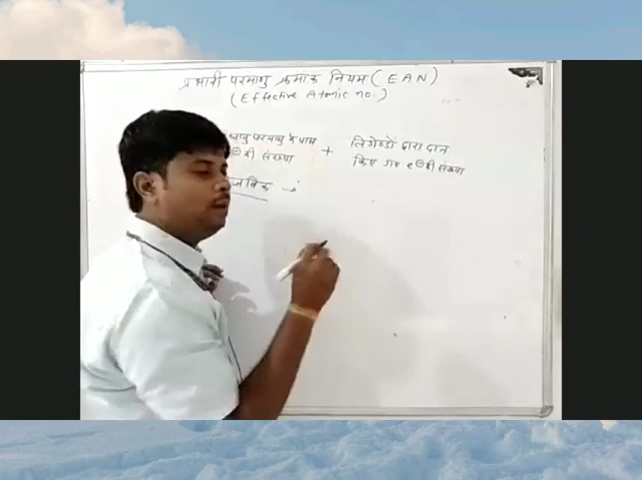 प्रभावी परमाणु क्रमांक नियम (EAN)
(Effective Atomic no.)
परमाणु के पास + लिगेण्डों द्वारा दान
की संख्या किए गए e⊖की संख्या